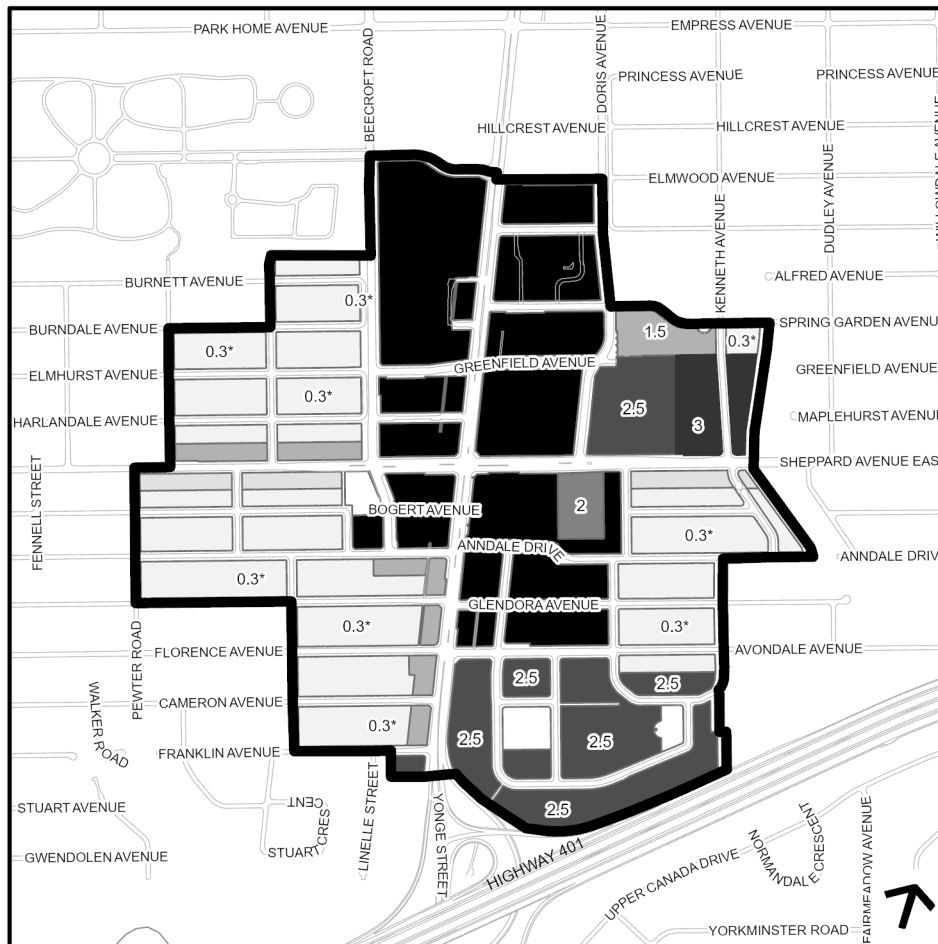 PARK HOME AVENUE
EMPRESS AVENUE
BEECROFT ROAD
DORIS AVENUE
PRINCESS AVENUE
PRINCESS AVENUE
HILLCREST AVENUE
HILLCREST AVENUE
ELMWOOD AVENUE
KENNETH AVENUE
DUDLEY AVENUE
WILLOWDALE AVENUE
BURNETT AVENUE
ALFRED AVENUE
0.3*
BURNDALE AVENUE
SPRING GARDEN AVENU
1.5
0.3*
0.3*
GREENFIELD AVENUE
GREENFIELD AVENUE
ELMHURST AVENUE
0.3*
2.5
3
HARLANDALE AVENUE
MAPLEHURST AVENU
SHEPPARD AVENUE EAS
FENNELL STREET
BOGERT AVENUE
2
0.3*
ANNDALE DRIVE
ANNDALE DRIV
0.3*
GLENDORA AVENUE
0.3*
0.3*
PEWTER ROAD
FLORENCE AVENUE
AVONDALE AVENUE
2.5
2.5
WALKER ROAD
CAMERON AVENUE
0.3*
2.5
2.5
FRANKLIN AVENUE
STUART AVENUE
CENT
STUART CRES
LINELLE STREET
YONGE STREET
2.5
HIGHWAY 401
GWENDOLEN AVENUE
UPPER CANADA DRIVE
NORMANDALE CRESCENT
FAIRMEADOW AVENUE
YORKMINSTER ROAD